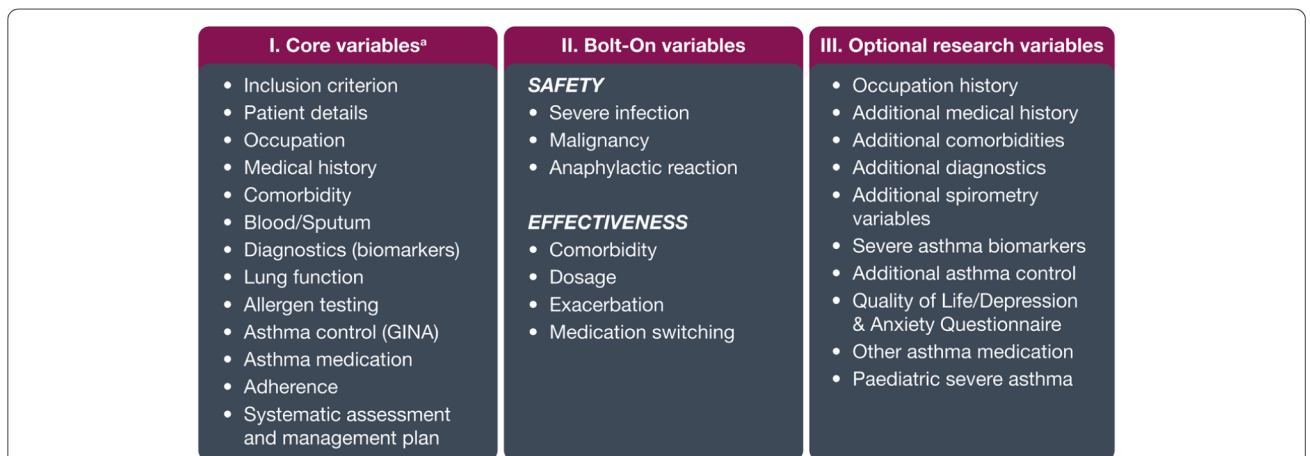 I. Core variablesᵃ
• Inclusion criterion
• Patient details
• Occupation
• Medical history
• Comorbidity
• Blood/Sputum
• Diagnostics (biomarkers)
• Lung function
• Allergen testing
• Asthma control (GINA)
• Asthma medication
• Adherence
• Systematic assessment
and management plan
II. Bolt-On variables
SAFETY
• Severe infection
• Malignancy
• Anaphylactic reaction
EFFECTIVENESS
• Comorbidity
• Dosage
• Exacerbation
• Medication switching
III. Optional research variables
• Occupation history
• Additional medical history
• Additional comorbidities
• Additional diagnostics
• Additional spirometry
variables
• Severe asthma biomarkers
• Additional asthma control
• Quality of Life/Depression
& Anxiety Questionnaire
• Other asthma medication
• Paediatric severe asthma